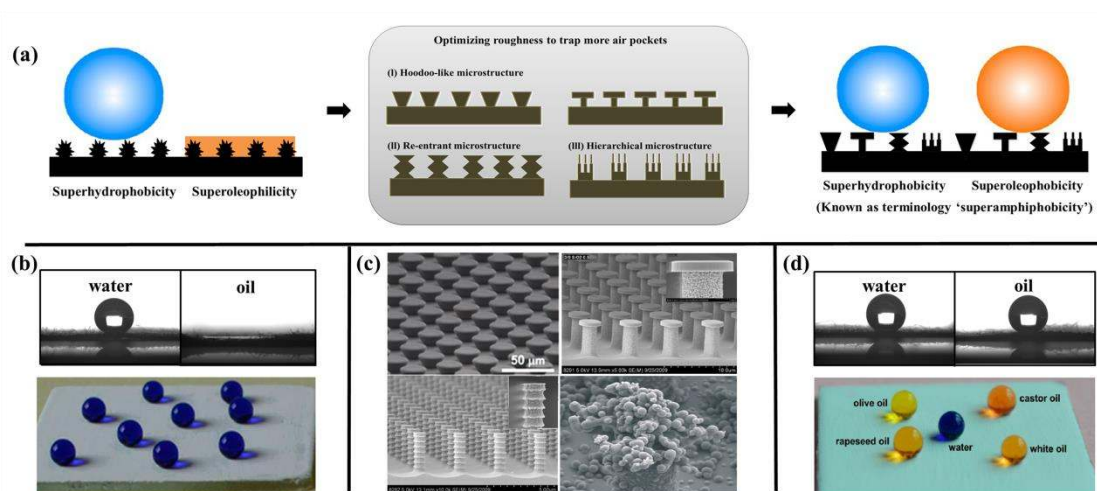 (a)
Superhydrophobicity
Superoleophilicity
Optimizing roughness to trap more air pockets
(I) Hoodoo-like microstructure
(II) Re-entrant microstructure
(III) Hierarchical microstructure
Superhydrophobicity
Superoleophobicity
(Known as terminology ‘superamphiphobicity’)
(b)
water
oil
(c)
50 μm
(d)
water
oil
olive oil
castor oil
rapeseed oil
water
white oil